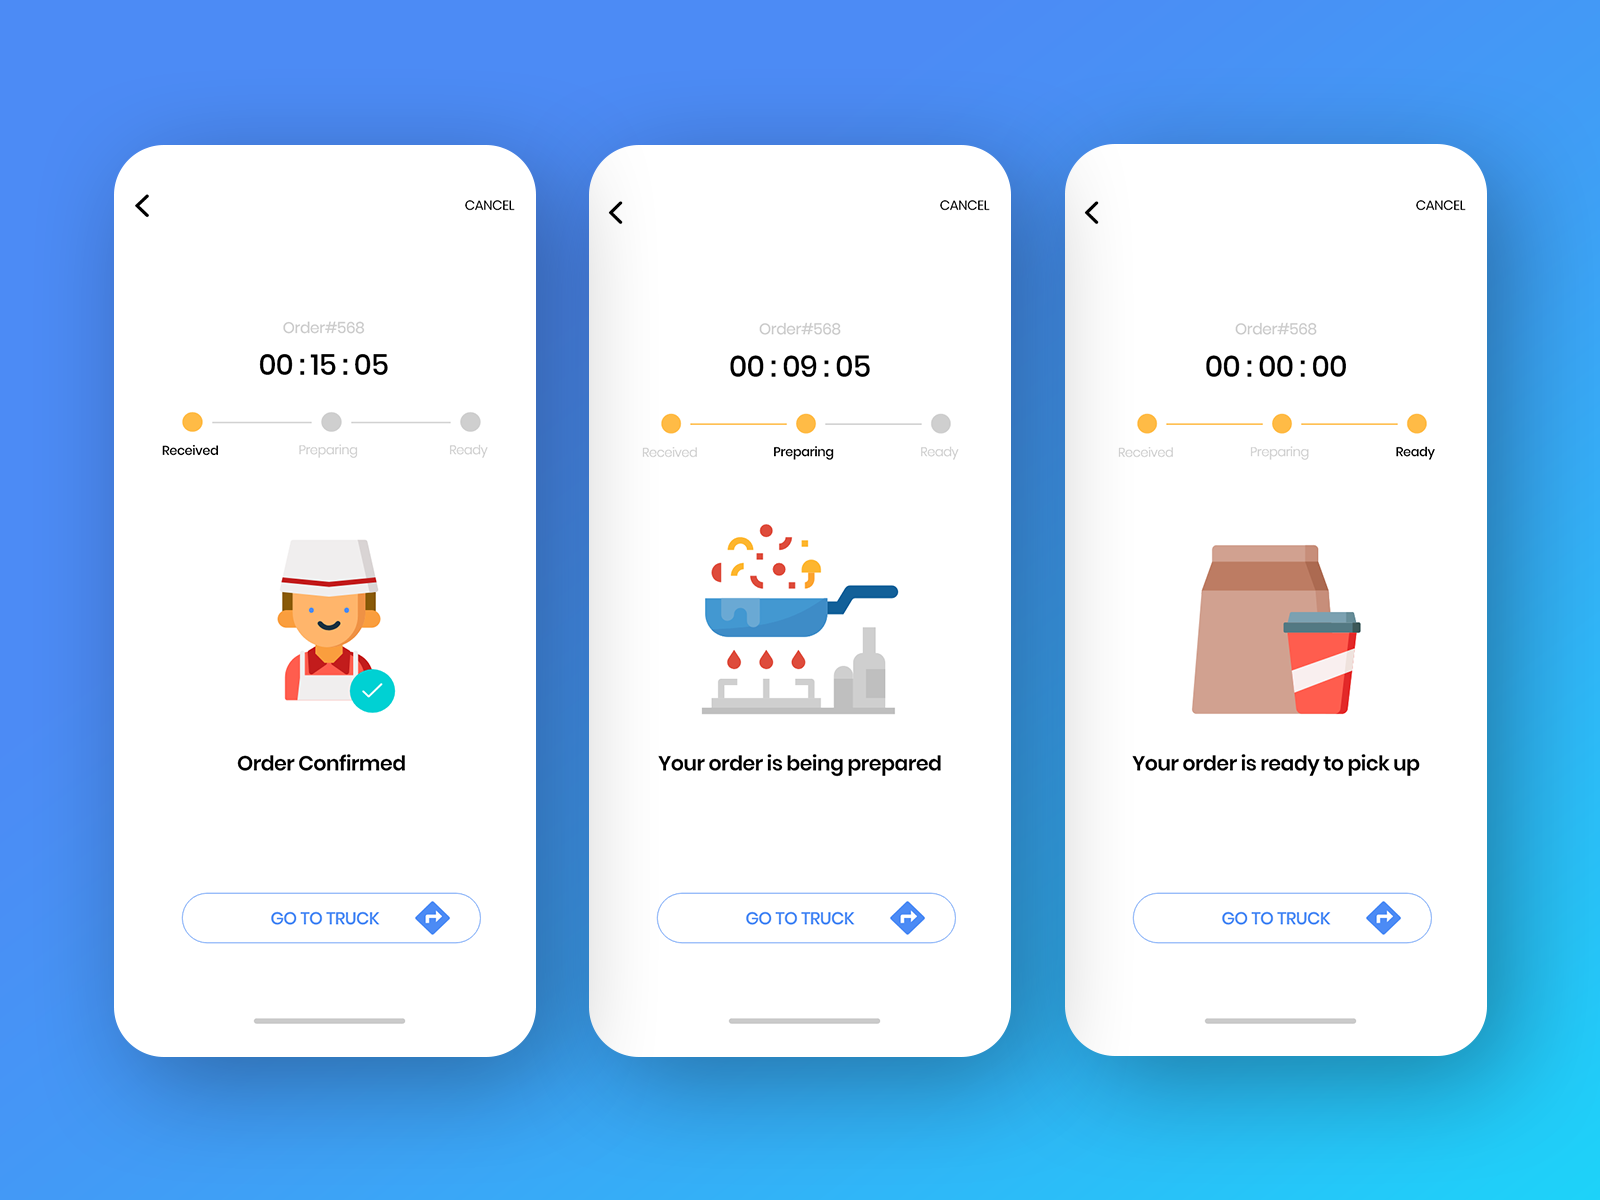 CANCEL
Order#568
00 : 15 : 05
Received
Preparing
Ready
Order Confirmed
GO TO TRUCK
CANCEL
Order#568
00 : 09 : 05
Received
Preparing
Ready
Your order is being prepared
GO TO TRUCK
CANCEL
Order#568
00 : 00 : 00
Received
Preparing
Ready
Your order is ready to pick up
GO TO TRUCK